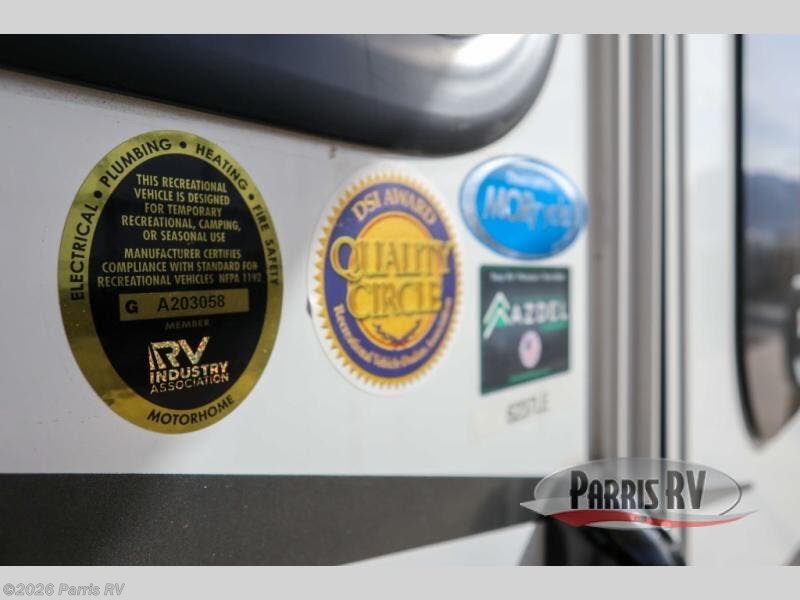 ELECTRICAL • PLUMBING • HEATING • FIRE SAFETY
THIS RECREATIONAL
VEHICLE IS DESIGNED
FOR TEMPORARY
RECREATIONAL, CAMPING,
OR SEASONAL USE
MANUFACTURER CERTIFIES
COMPLIANCE WITH STANDARD FOR
RECREATIONAL VEHICLES NFPA 1192
G A203058
MEMBER
RV
INDUSTRY
ASSOCIATION
MOTORHOME
DSI AWARD
QUALITY
CIRCLE
Recreational Vehicle Dealers Association
AZDEL
PARRIS RV
©2026 Parris RV